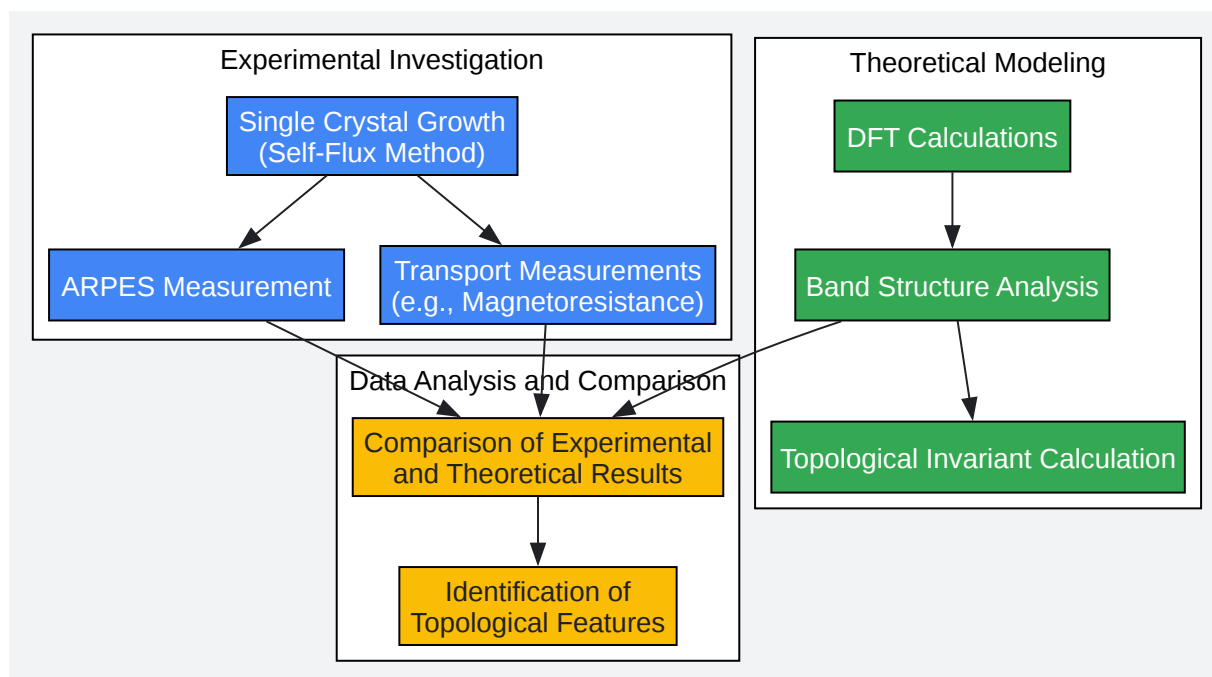 Experimental Investigation
Single Crystal Growth
(Self-Flux Method)
ARPES Measurement
Transport Measurements
(e.g., Magnetoresistance)
Theoretical Modeling
DFT Calculations
Band Structure Analysis
Topological Invariant Calculation
Data Analysis and Comparison
Comparison of Experimental
and Theoretical Results
Identification of
Topological Features